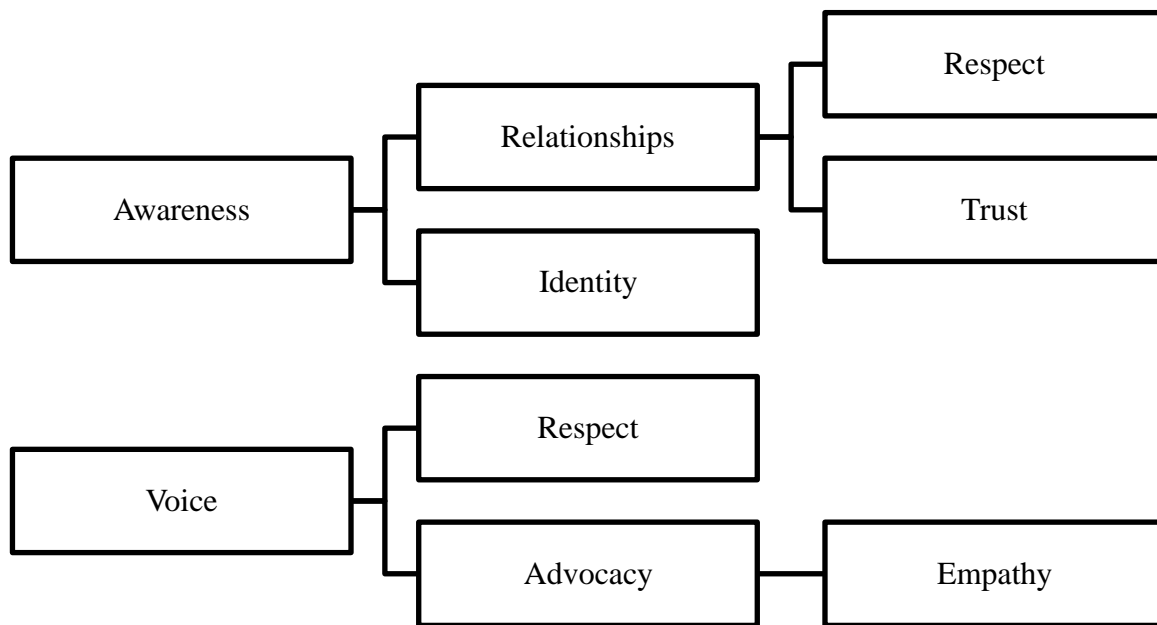 Awareness
Relationships
Respect
Trust
Identity
Voice
Respect
Advocacy
Empathy